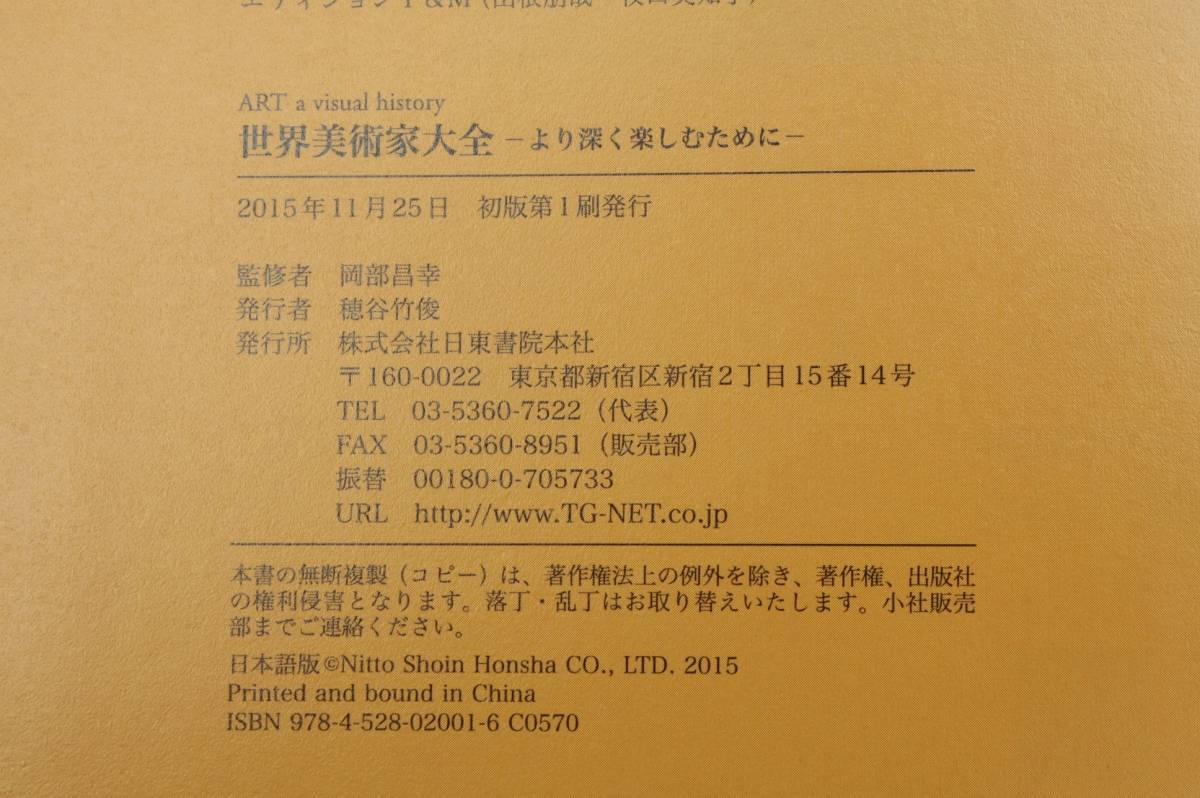 ART a visual history
世界美術家大全 −より深く楽しむために−
2015年11月25日　初版第1刷発行
監修者　岡部昌幸
発行者　穂谷竹俊
発行所　株式会社日東書院本社
〒160-0022　東京都新宿区新宿2丁目15番14号
TEL　03-5360-7522（代表）
FAX　03-5360-8951（販売部）
振替　00180-0-705733
URL　http://www.TG-NET.co.jp
本書の無断複製（コピー）は、著作権法上の例外を除き、著作権、出版社
の権利侵害となります。落丁・乱丁はお取り替えいたします。小社販売
部までご連絡ください。
日本語版©Nitto Shoin Honsha CO., LTD. 2015
Printed and bound in China
ISBN 978-4-528-02001-6 C0570